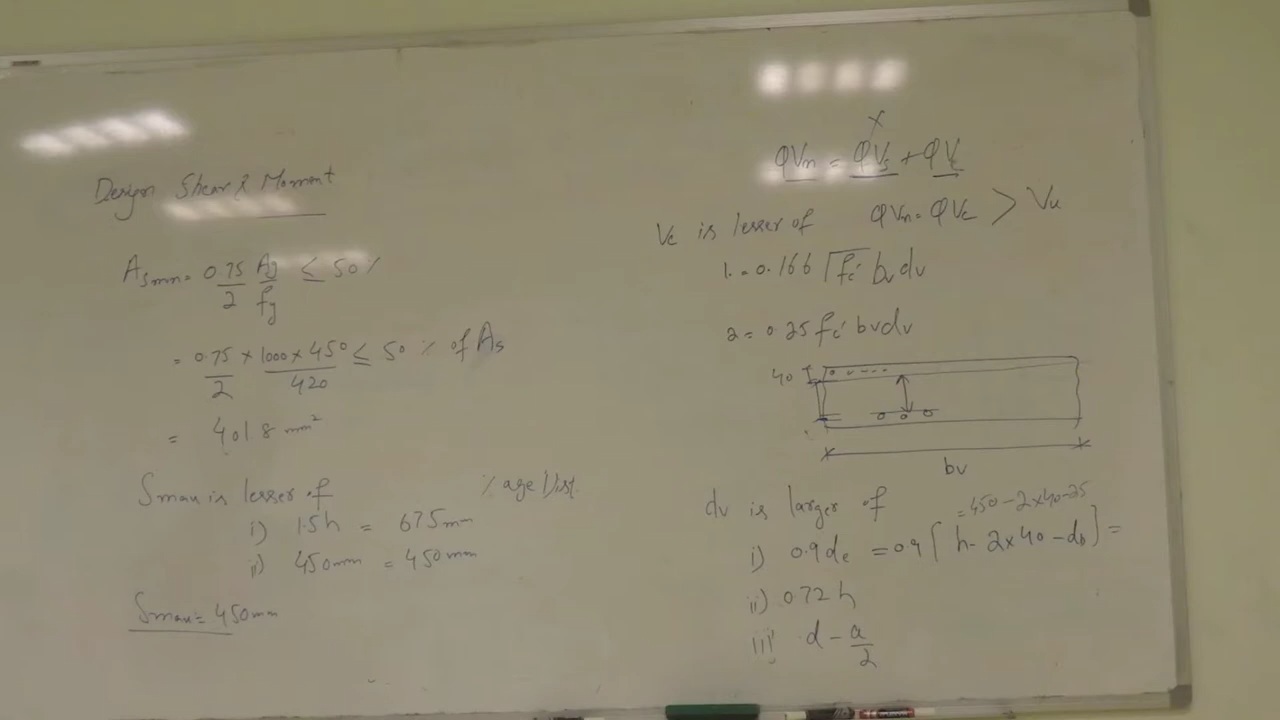 Design Shear & Moment
Asmin = 0.75/2 Ag/fy ≤ 50%
= 0.75/2 × 1000 × 450/420 ≤ 50 % of As
= 401.8 mm²
Smax is lesser of
% age Dist.
i) 1.5h = 675mm
ii) 450mm = 450mm
Smax = 450mm
x
φVn = φVs + φVc
Vc is lesser of φVn = φVc > Vu
1. = 0.166 √fc' bv dv
2 = 0.25 fc' bv dv
40
bv
dv is larger of
= 450 - 2×40-25
i) 0.9de = 0.9 [ h - 2×40 - db ] =
ii) 0.72h
iii) d - a/2